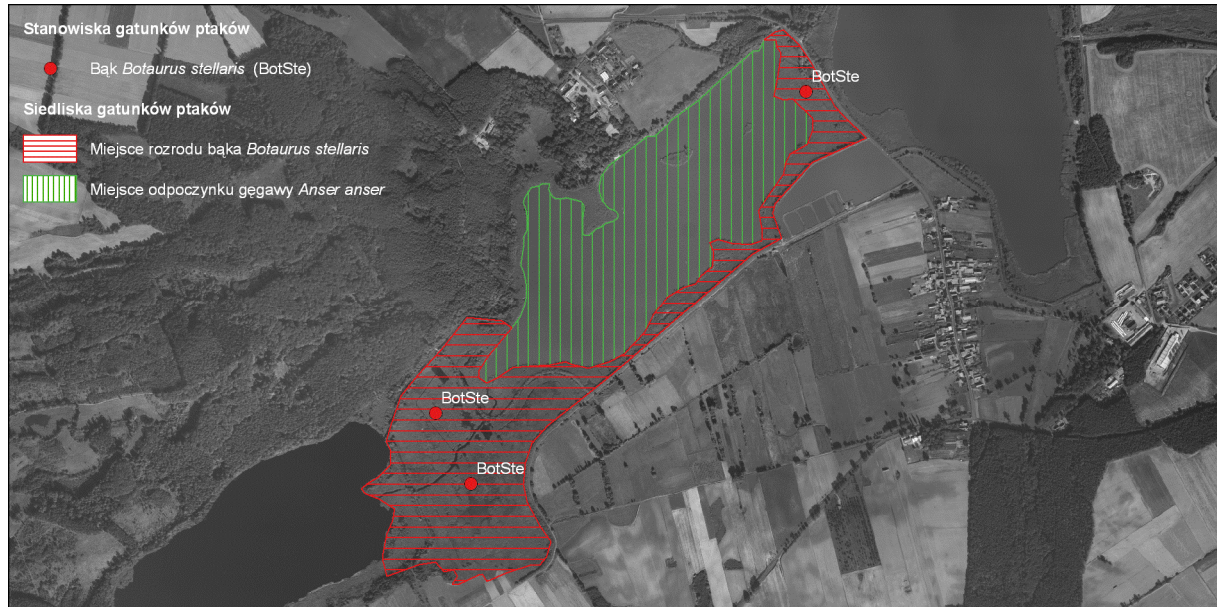 Stanowiska gatunków ptaków
Bąk Botaurus stellaris (BotSte)
Siedliska gatunków ptaków
Miejsce rozrodu bąka Botaurus stellaris
Miejsce odpoczynku gęgawy Anser anser
BotSte
BotSte
BotSte